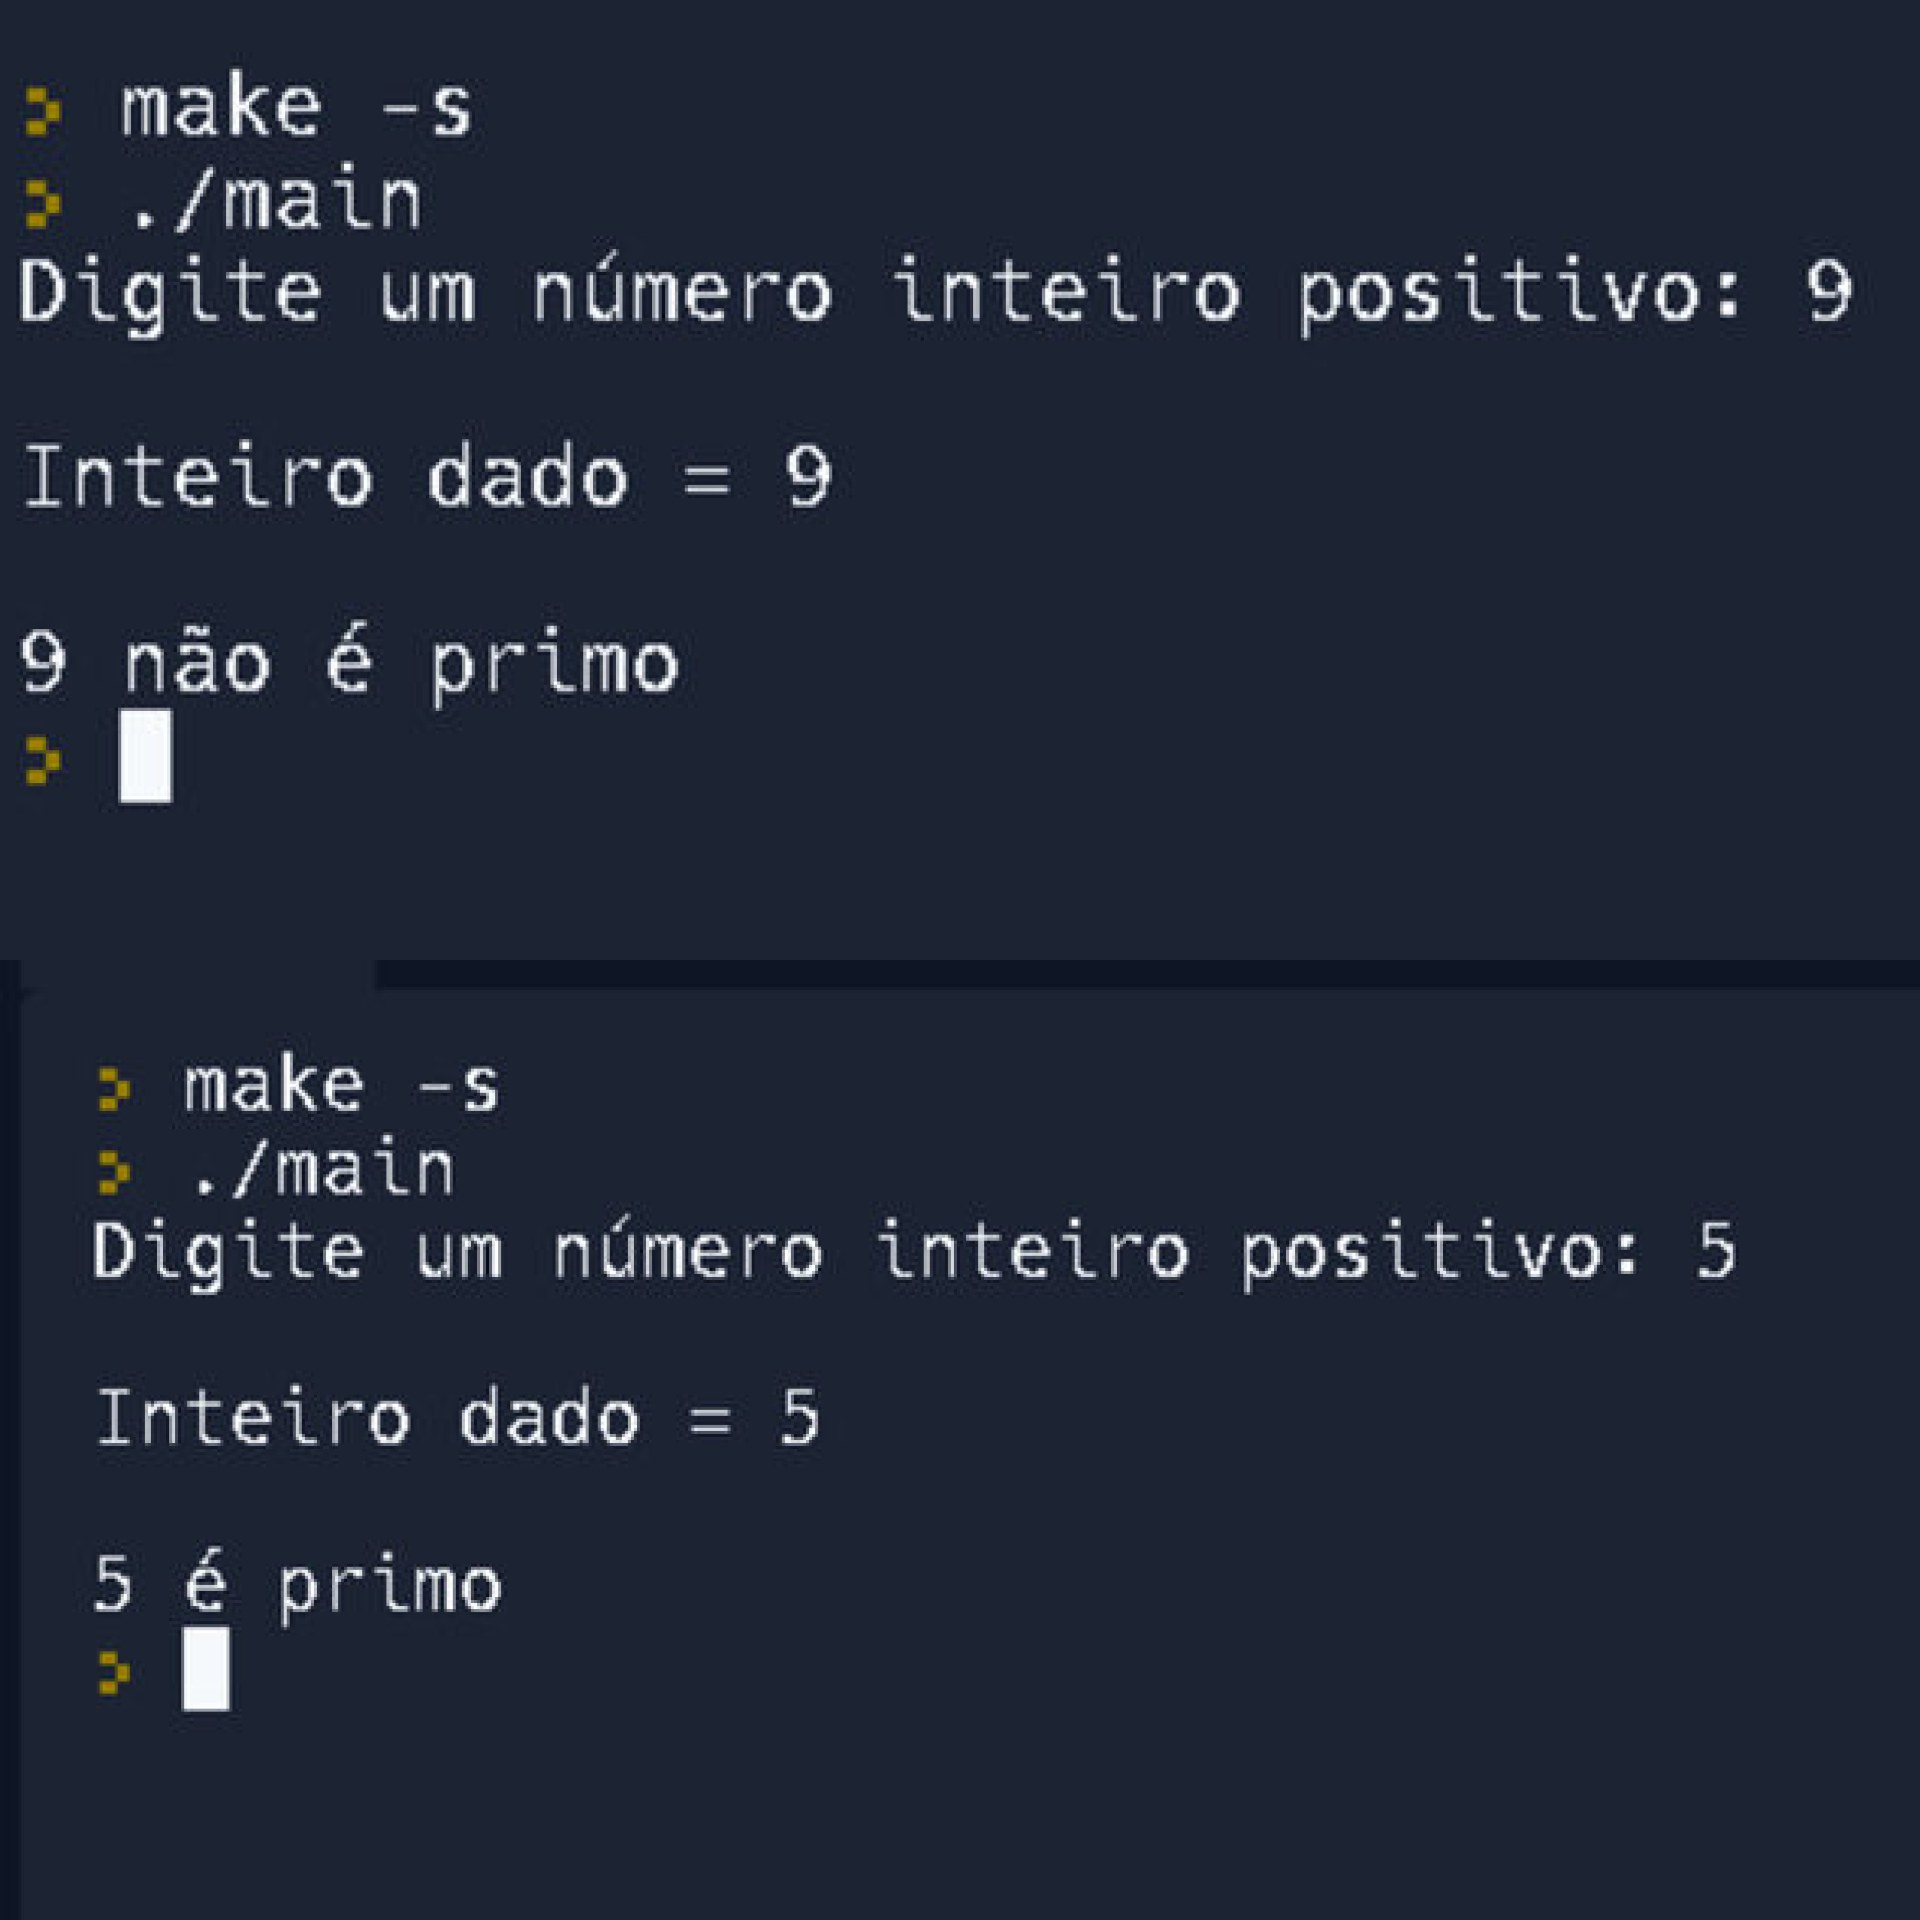 > make -s
> ./main
Digite um número inteiro positivo: 9
Inteiro dado = 9
9 não é primo
>
> make -s
> ./main
Digite um número inteiro positivo: 5
Inteiro dado = 5
5 é primo
>